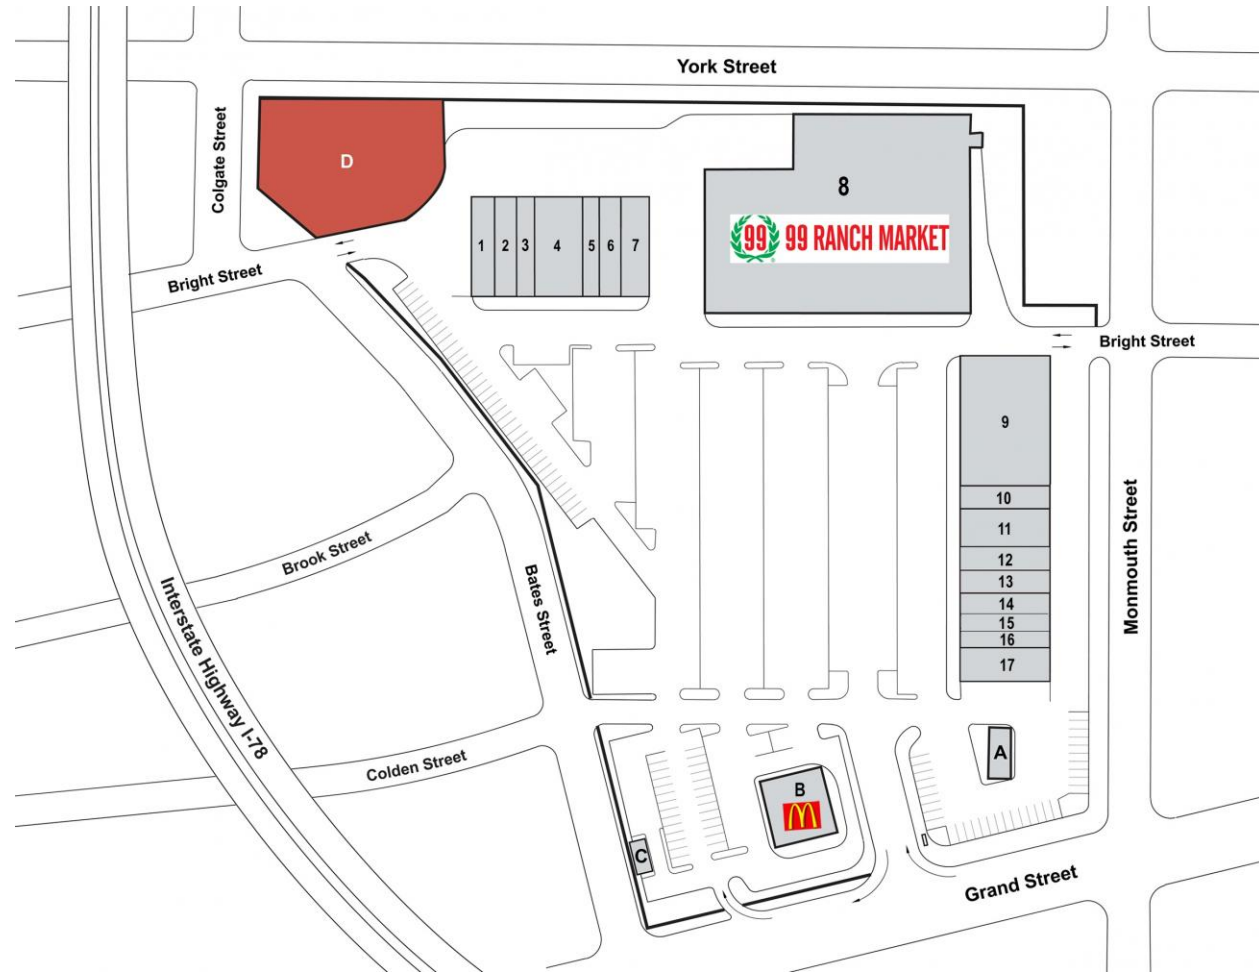 York Street
Colgate Street
D
8
99 99 RANCH MARKET
1 2 3 4 5 6 7
Bright Street
Bright Street
9
10
11
12
13
14
15
16
17
Monmouth Street
Brook Street
Bates Street
Interstate Highway I-78
Colden Street
A
B
C
Grand Street